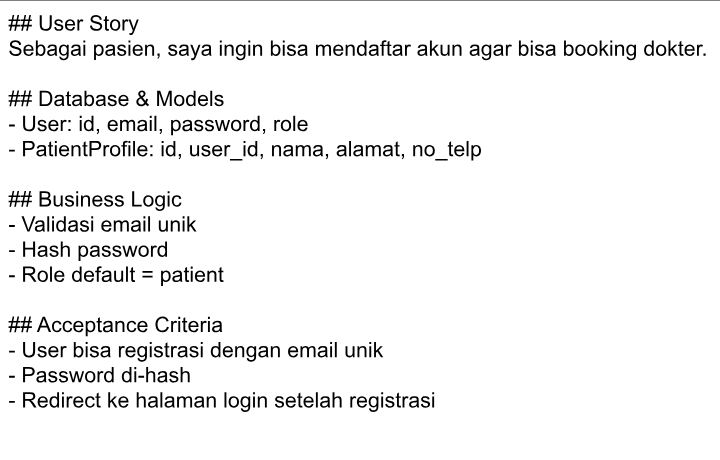 ## User Story
Sebagai pasien, saya ingin bisa mendaftar akun agar bisa booking dokter.
## Database & Models
- User: id, email, password, role
- PatientProfile: id, user_id, nama, alamat, no_telp
## Business Logic
- Validasi email unik
- Hash password
- Role default = patient
## Acceptance Criteria
- User bisa registrasi dengan email unik
- Password di-hash
- Redirect ke halaman login setelah registrasi